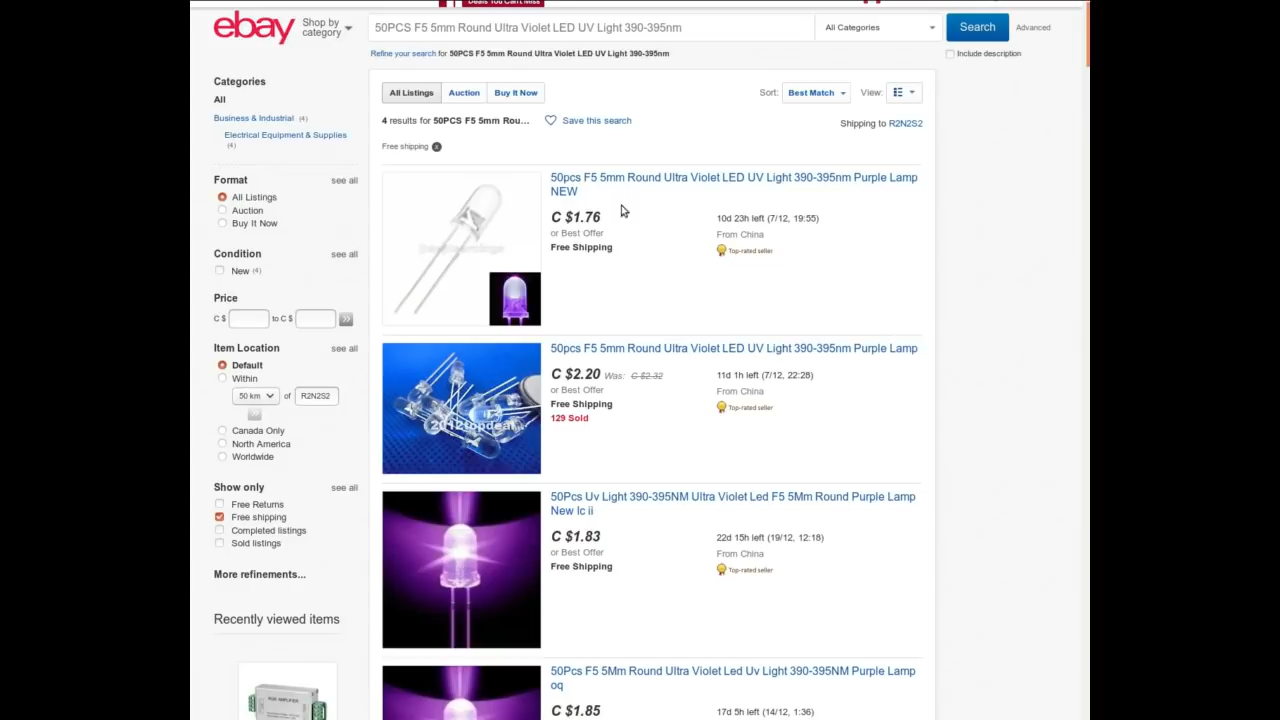 Deals You Can't Miss
ebay
Shop by
category
50PCS F5 5mm Round Ultra Violet LED UV Light 390-395nm
All Categories
Search
Advanced
Refine your search for 50PCS F5 5mm Round Ultra Violet LED UV Light 390-395nm
Include description
Categories
All
Business & Industrial (4)
Electrical Equipment & Supplies
(4)
Format
see all
All Listings
Auction
Buy It Now
Condition
see all
New (4)
Price
C $
to C $
Item Location
see all
Default
Within
50 km
of
R2N2S2
Canada Only
North America
Worldwide
Show only
see all
Free Returns
Free shipping
Completed listings
Sold listings
More refinements...
Recently viewed items
All Listings
Auction
Buy It Now
Sort:
Best Match
View:
4 results for 50PCS F5 5mm Rou...
Save this search
Shipping to R2N2S2
Free shipping
50pcs F5 5mm Round Ultra Violet LED UV Light 390-395nm Purple Lamp
NEW
C $1.76
or Best Offer
Free Shipping
10d 23h left (7/12, 19:55)
From China
Top-rated seller
2012topdeal...
50pcs F5 5mm Round Ultra Violet LED UV Light 390-395nm Purple Lamp
C $2.20 Was: C $2.32
or Best Offer
Free Shipping
129 Sold
11d 1h left (7/12, 22:28)
From China
Top-rated seller
50Pcs Uv Light 390-395NM Ultra Violet Led F5 5Mm Round Purple Lamp
New Ic ii
C $1.83
or Best Offer
Free Shipping
22d 15h left (19/12, 12:18)
From China
Top-rated seller
50Pcs F5 5Mm Round Ultra Violet Led Uv Light 390-395NM Purple Lamp
oq
C $1.85
17d 5h left (14/12, 1:36)